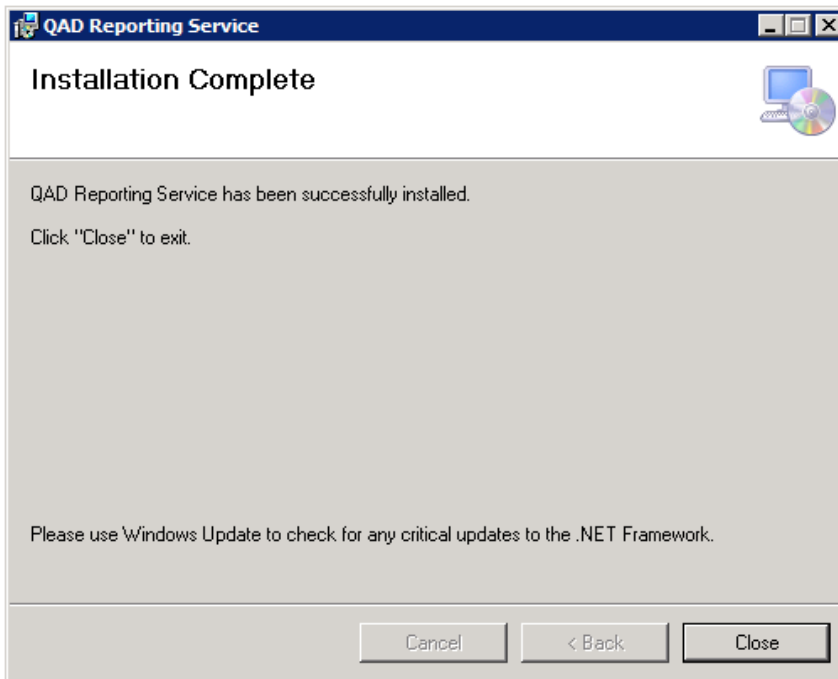 QAD Reporting Service
Installation Complete
QAD Reporting Service has been successfully installed.
Click "Close" to exit.
Please use Windows Update to check for any critical updates to the .NET Framework.
Cancel
< Back
Close